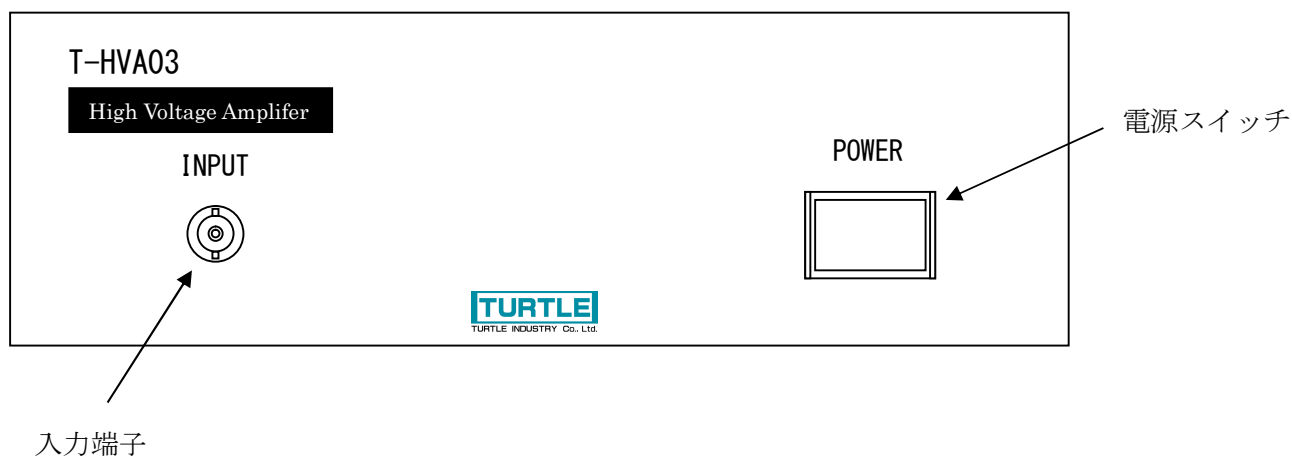 T-HVA03
High Voltage Amplifer
INPUT
POWER
電源スイッチ
TURTLE
TURTLE INDUSTRY Co., Ltd.
入力端子